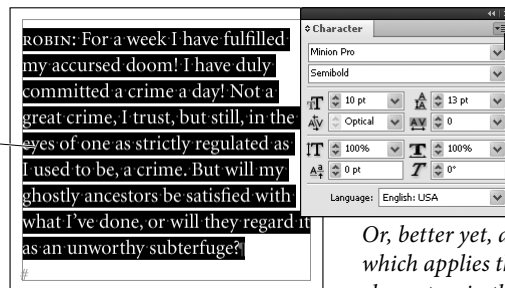 ROBIN: For a week I have fulfilled
my accursed doom! I have duly
committed a crime a day! Not a
great crime, I trust, but still, in the
eyes of one as strictly regulated as
I used to be, a crime. But will my
ghostly ancestors be satisfied with
what I've done, or will they regard it
as an unworthy subterfuge?¶
#
Character
Minion Pro
Semibold
10 pt 13 pt
Optical 0
100% 100%
0 pt 0°
Language: English: USA
Or, better yet, a
which applies th